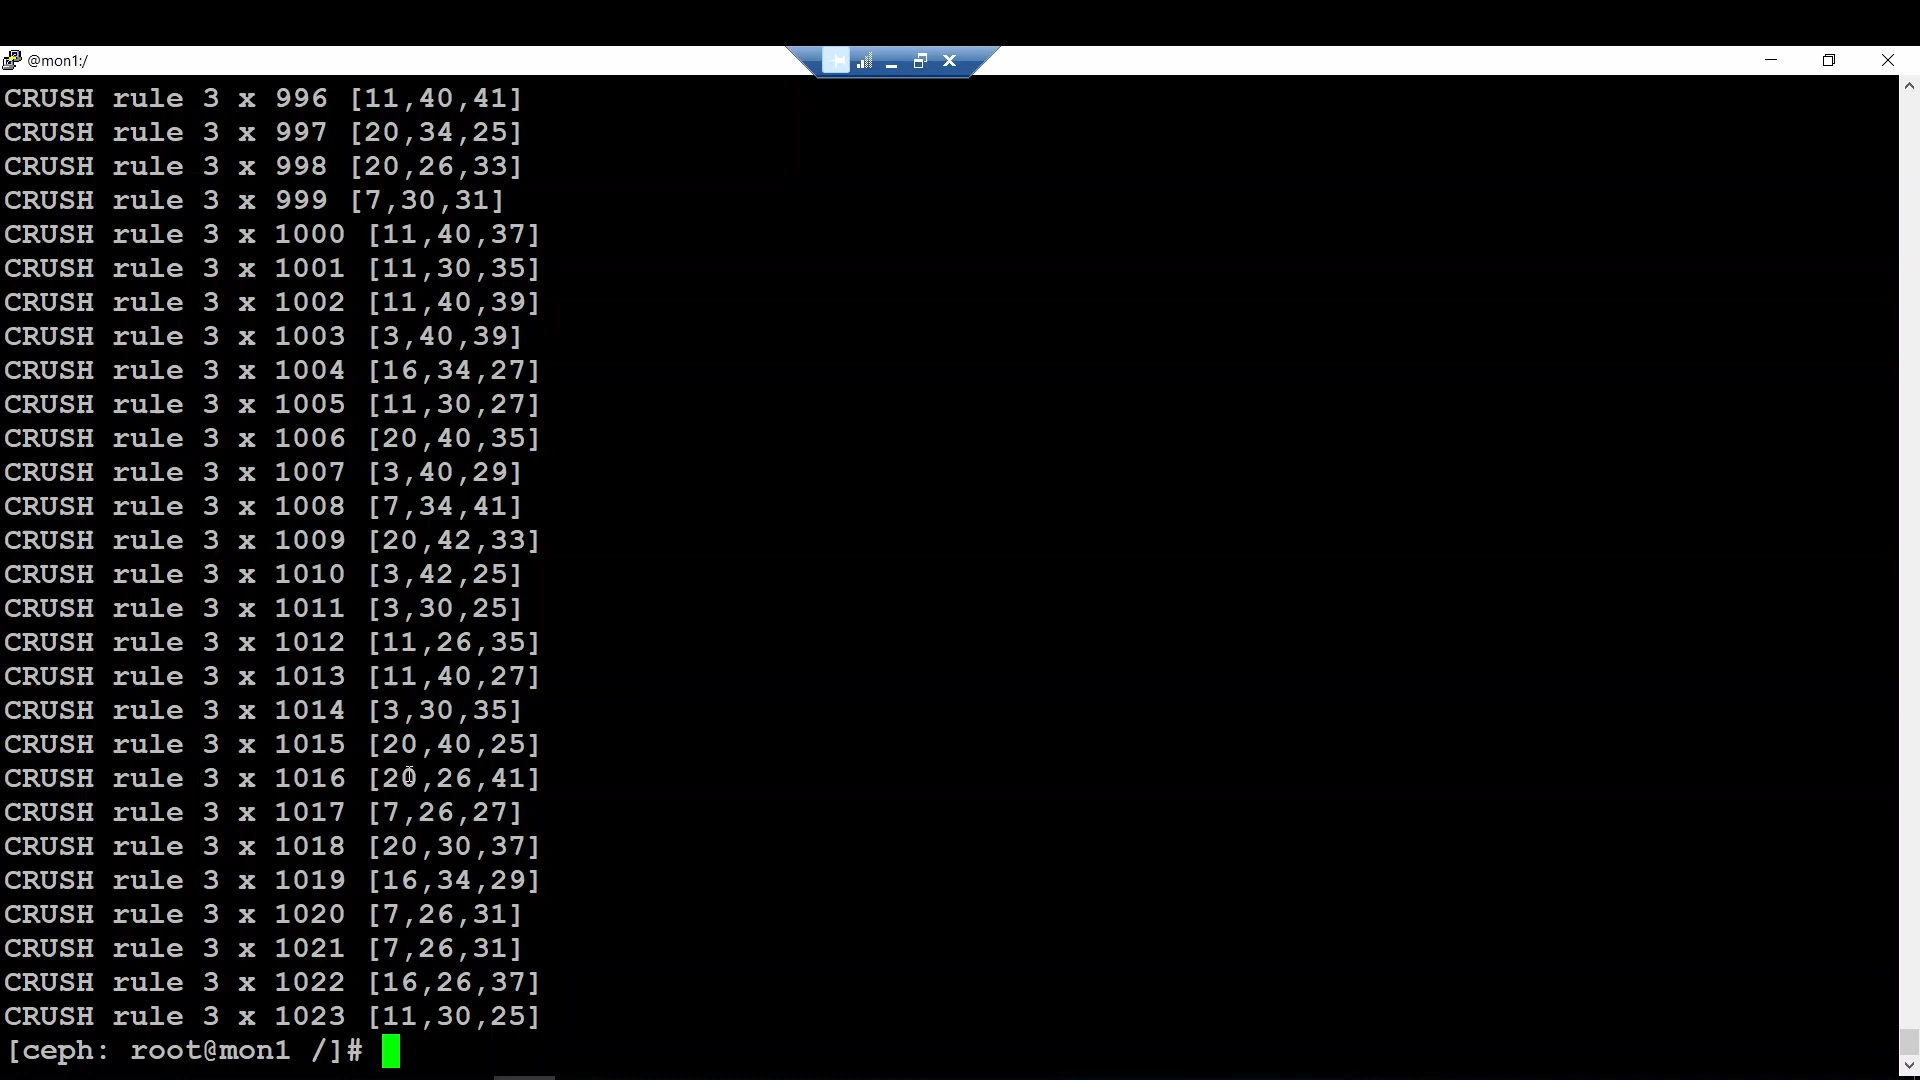 @mon1:/
CRUSH rule 3 x 996 [11,40,41]
CRUSH rule 3 x 997 [20,34,25]
CRUSH rule 3 x 998 [20,26,33]
CRUSH rule 3 x 999 [7,30,31]
CRUSH rule 3 x 1000 [11,40,37]
CRUSH rule 3 x 1001 [11,30,35]
CRUSH rule 3 x 1002 [11,40,39]
CRUSH rule 3 x 1003 [3,40,39]
CRUSH rule 3 x 1004 [16,34,27]
CRUSH rule 3 x 1005 [11,30,27]
CRUSH rule 3 x 1006 [20,40,35]
CRUSH rule 3 x 1007 [3,40,29]
CRUSH rule 3 x 1008 [7,34,41]
CRUSH rule 3 x 1009 [20,42,33]
CRUSH rule 3 x 1010 [3,42,25]
CRUSH rule 3 x 1011 [3,30,25]
CRUSH rule 3 x 1012 [11,26,35]
CRUSH rule 3 x 1013 [11,40,27]
CRUSH rule 3 x 1014 [3,30,35]
CRUSH rule 3 x 1015 [20,40,25]
CRUSH rule 3 x 1016 [20,26,41]
CRUSH rule 3 x 1017 [7,26,27]
CRUSH rule 3 x 1018 [20,30,37]
CRUSH rule 3 x 1019 [16,34,29]
CRUSH rule 3 x 1020 [7,26,31]
CRUSH rule 3 x 1021 [7,26,31]
CRUSH rule 3 x 1022 [16,26,37]
CRUSH rule 3 x 1023 [11,30,25]
[ceph: root@mon1 /]#